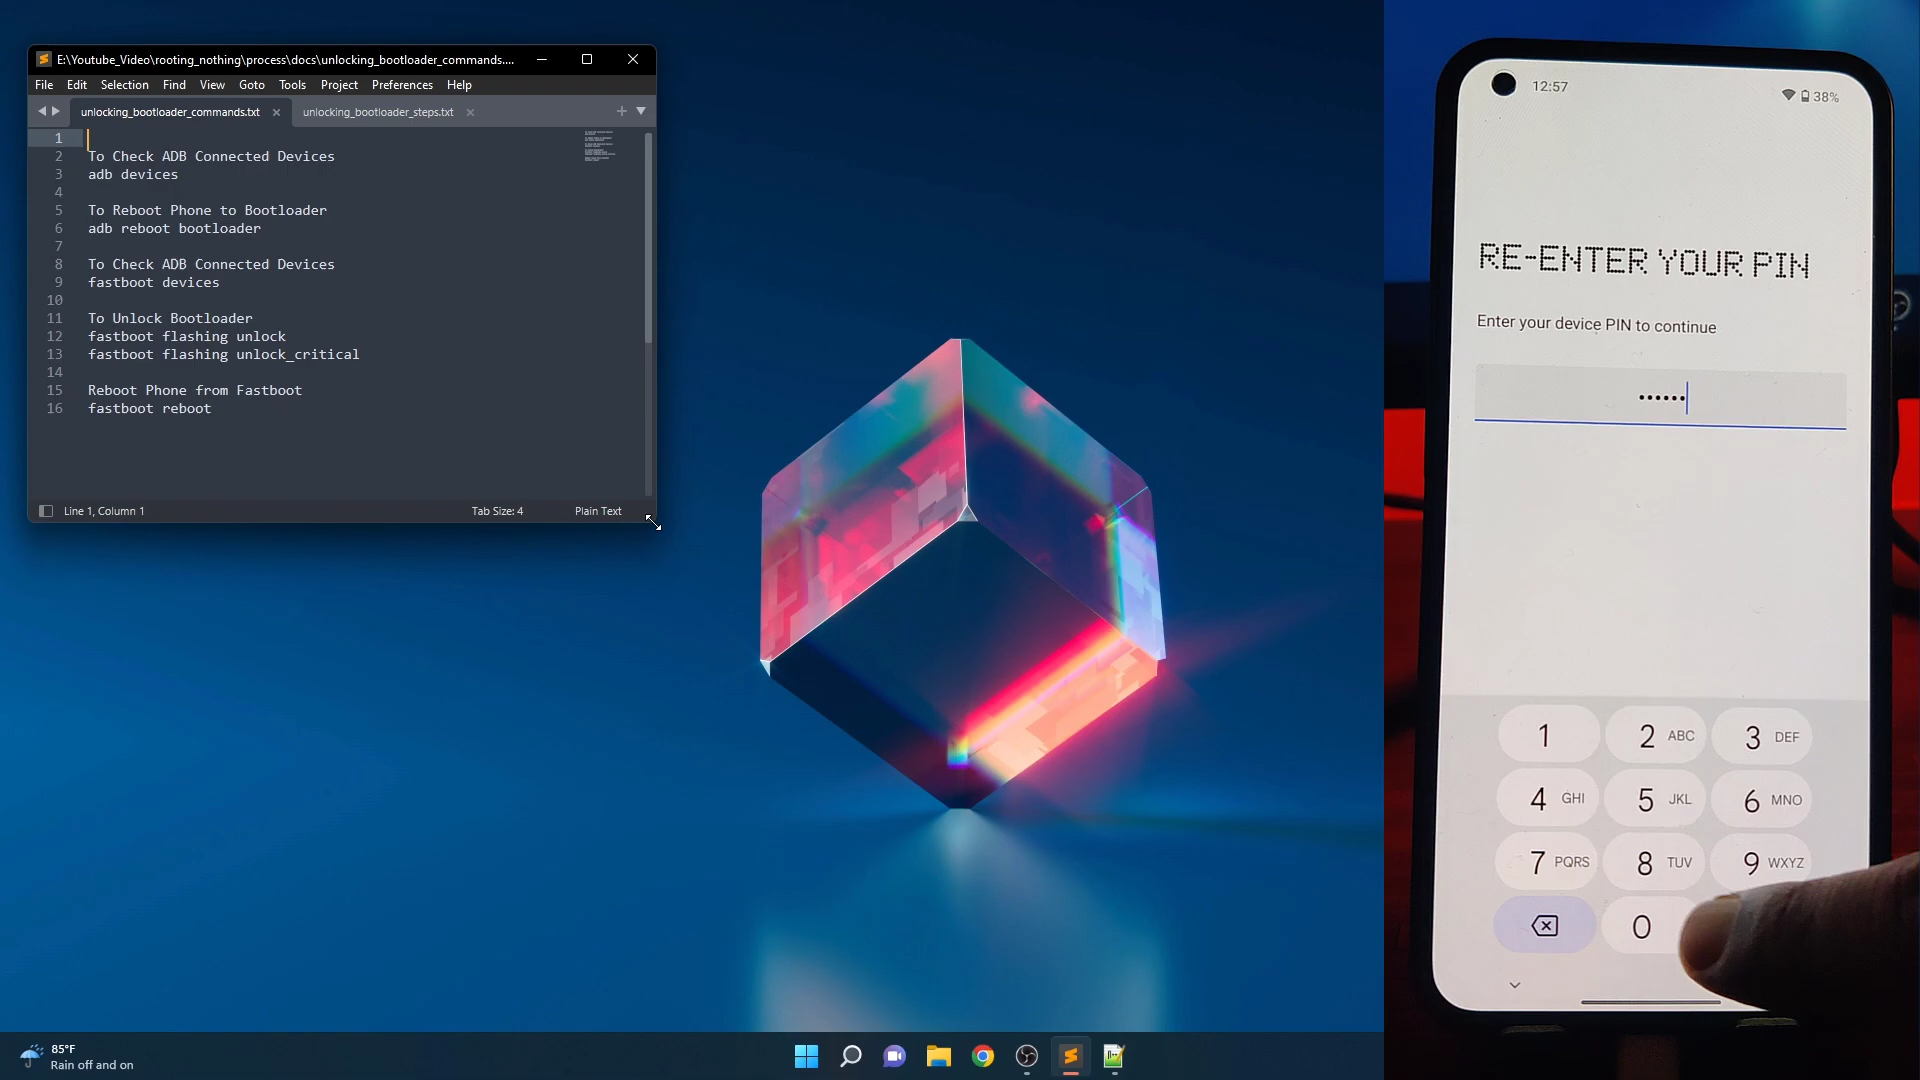 E:\Youtube_Video\rooting_nothing\process\docs\unlocking_bootloader_commands....
File Edit Selection Find View Goto Tools Project Preferences Help
unlocking_bootloader_commands.txt
unlocking_bootloader_steps.txt
1
2 To Check ADB Connected Devices
3 adb devices
4
5 To Reboot Phone to Bootloader
6 adb reboot bootloader
7
8 To Check ADB Connected Devices
9 fastboot devices
10
11 To Unlock Bootloader
12 fastboot flashing unlock
13 fastboot flashing unlock_critical
14
15 Reboot Phone from Fastboot
16 fastboot reboot
Line 1, Column 1
Tab Size: 4
Plain Text
85°F
Rain off and on
12:57
38%
RE-ENTER YOUR PIN
Enter your device PIN to continue
1
2 ABC
3 DEF
4 GHI
5 JKL
6 MNO
7 PQRS
8 TUV
9 WXYZ
0